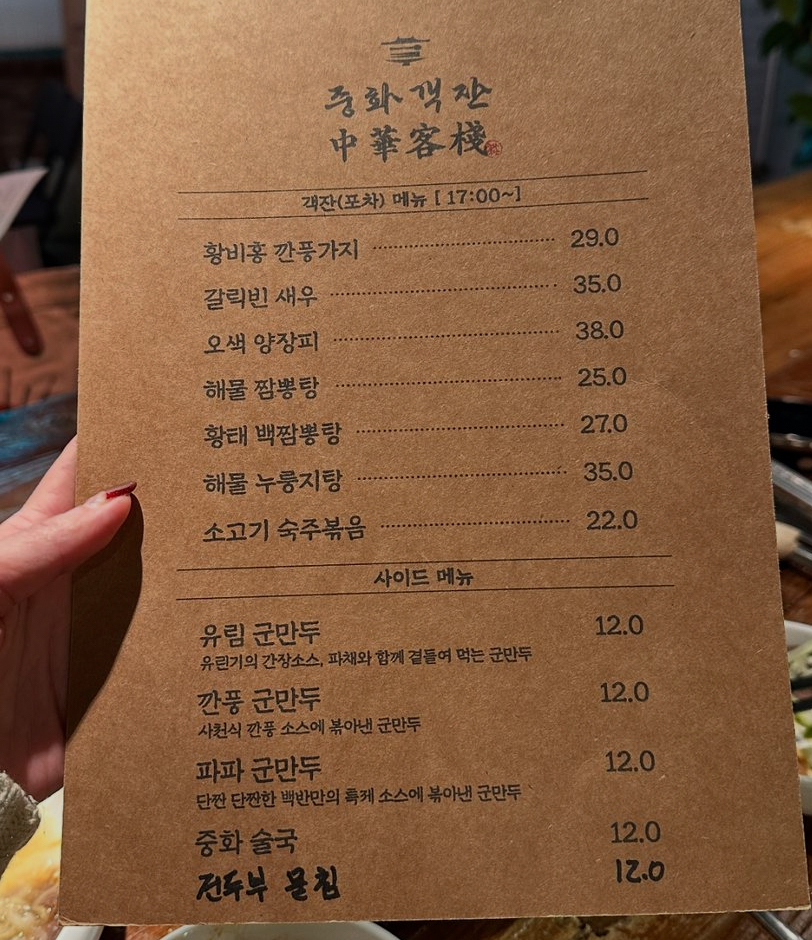 중화객잔
中華客棧
객잔(포차) 메뉴 [ 17:00~]
황비홍 깐풍가지 29.0
갈릭빈 새우 35.0
오색 양장피 38.0
해물 짬뽕탕 25.0
황태 백짬뽕탕 27.0
해물 누룽지탕 35.0
소고기 숙주볶음 22.0
사이드 메뉴
유림 군만두 12.0
유린기의 간장소스, 파채와 함께 곁들여 먹는 군만두
깐풍 군만두 12.0
사천식 깐풍 소스에 볶아낸 군만두
파파 군만두 12.0
단짠 단짠한 백반만의 특제 소스에 볶아낸 군만두
중화 술국 12.0
건두부 무침 12.0